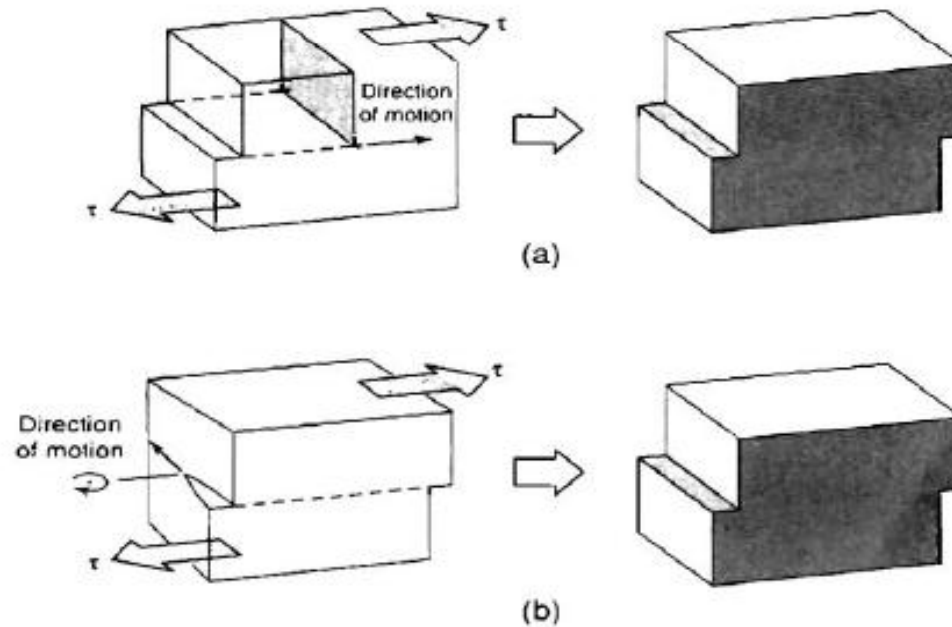 τ
Direction
of motion
τ
(a)
τ
Direction
of motion
τ
(b)